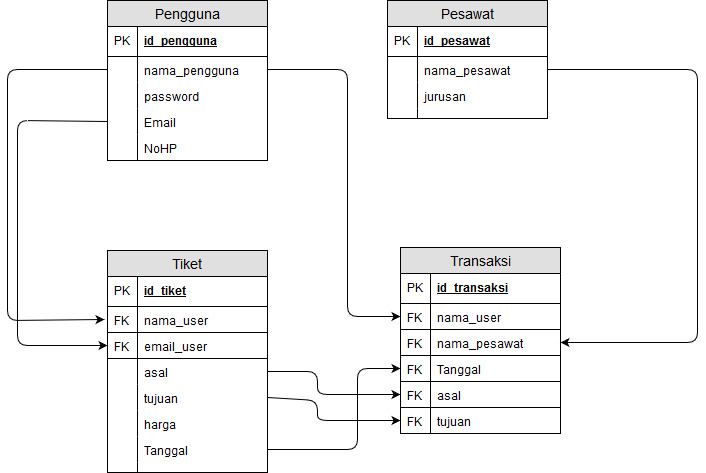 Pengguna
PK id_pengguna
nama_pengguna
password
Email
NoHP
Pesawat
PK id_pesawat
nama_pesawat
jurusan
Tiket
PK id_tiket
FK nama_user
FK email_user
asal
tujuan
harga
Tanggal
Transaksi
PK id_transaksi
FK nama_user
FK nama_pesawat
FK Tanggal
FK asal
FK tujuan